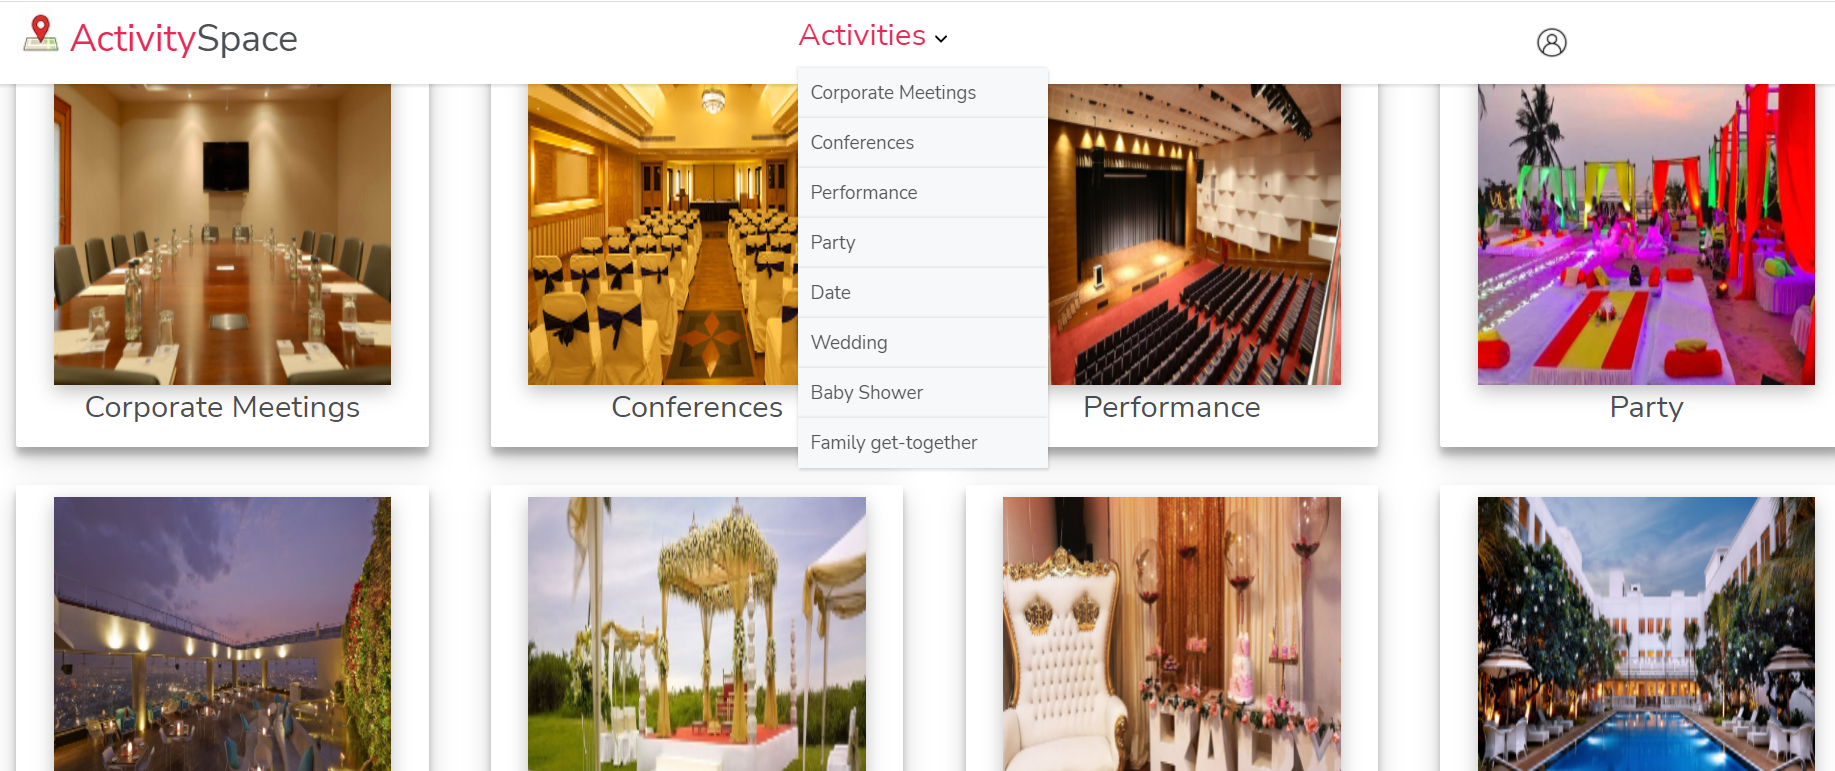 ActivitySpace
Activities
Corporate Meetings
Conferences
Performance
Party
Date
Wedding
Baby Shower
Family get-together
Corporate Meetings
Conferences
Performance
Party